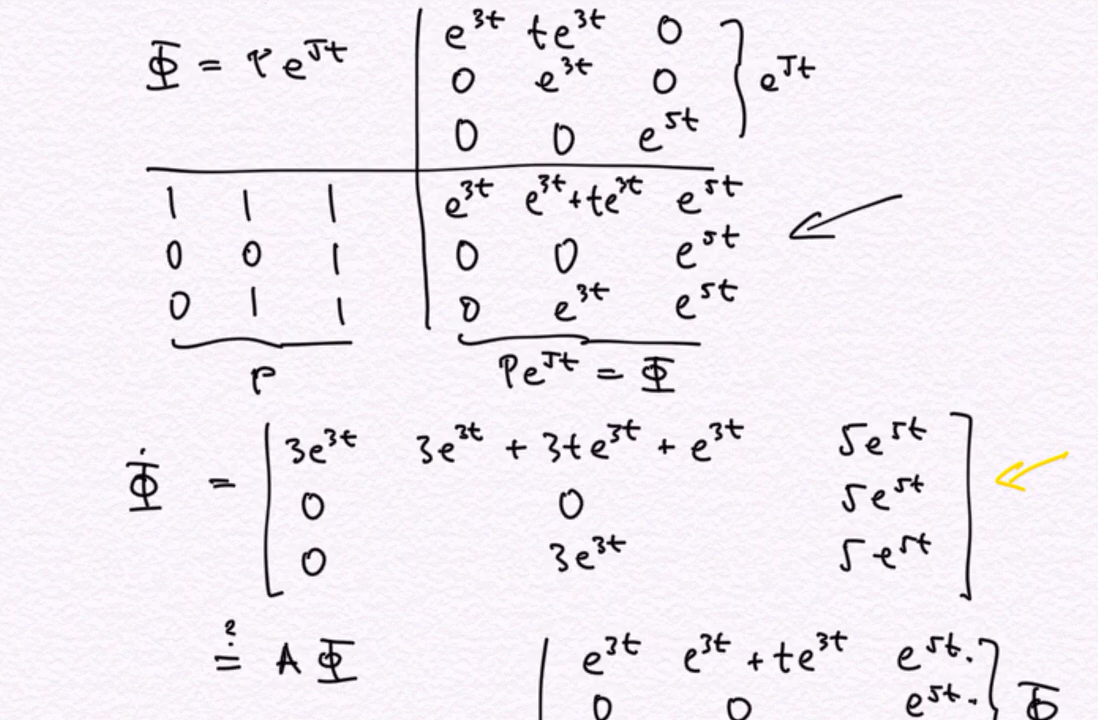 Φ = P e^{Jt}
e^{3t} te^{3t} 0
0 e^{3t} 0
0 0 e^{5t}
e^{Jt}
1 1 1 e^{3t} e^{3t}+te^{3t} e^{5t}
0 0 1 0 0 e^{5t}
0 1 1 0 e^{3t} e^{5t}
P Pe^{Jt} = Φ
Φ̇ =
3e^{3t} 3e^{3t} + 3te^{3t} + e^{3t} 5e^{5t}
0 0 5e^{5t}
0 3e^{3t} 5e^{5t}
≟ A Φ
e^{3t} e^{3t} + te^{3t} e^{5t}.
0 0 e^{5t}.
Φ